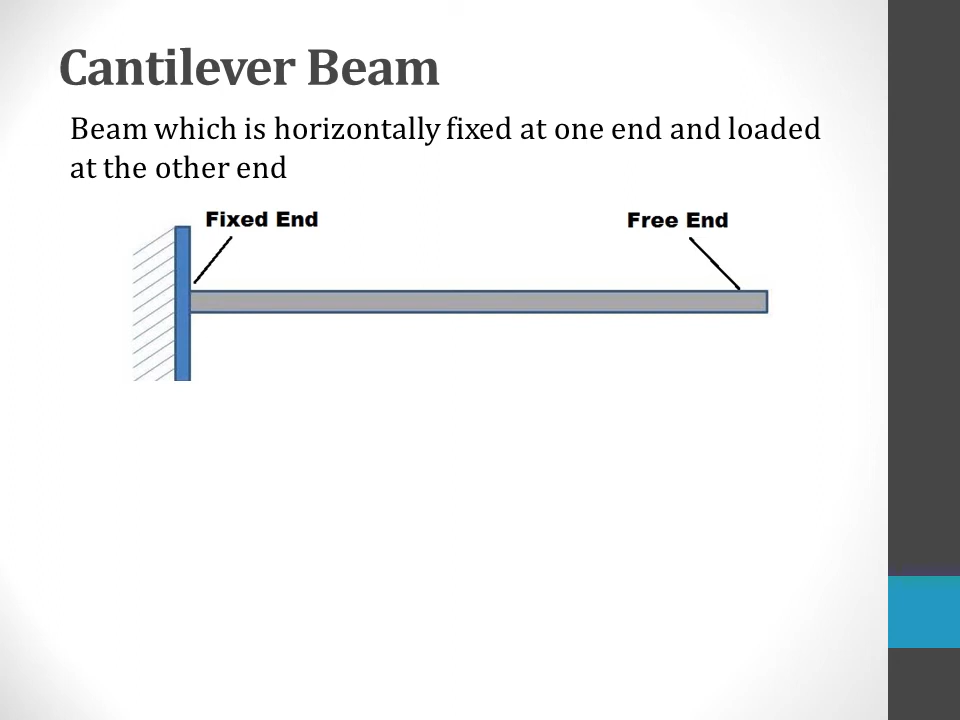 Cantilever Beam
Beam which is horizontally fixed at one end and loaded
at the other end
Fixed End
Free End